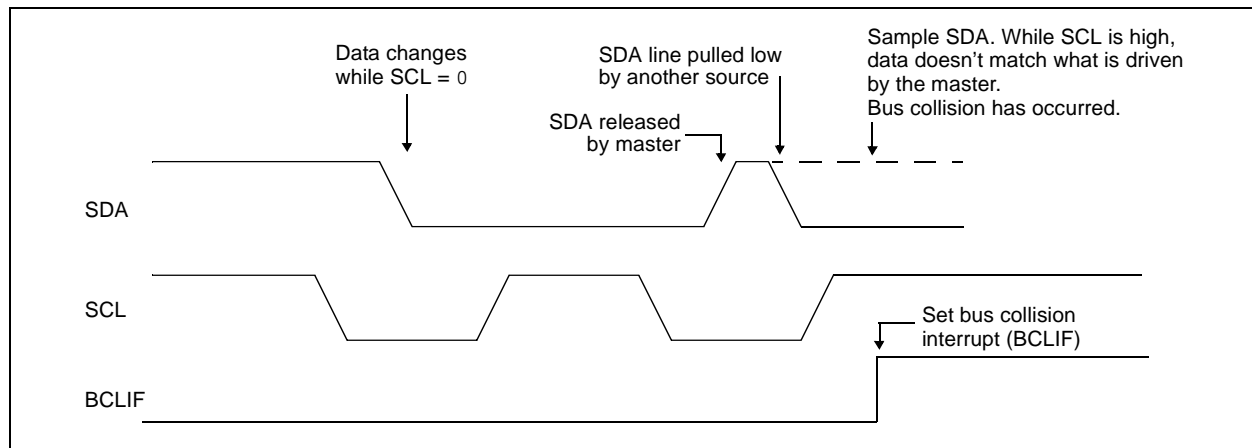 Data changes
while SCL = 0
SDA line pulled low
by another source
Sample SDA. While SCL is high,
data doesn't match what is driven
by the master.
Bus collision has occurred.
SDA released
by master
SDA
SCL
Set bus collision
interrupt (BCLIF)
BCLIF